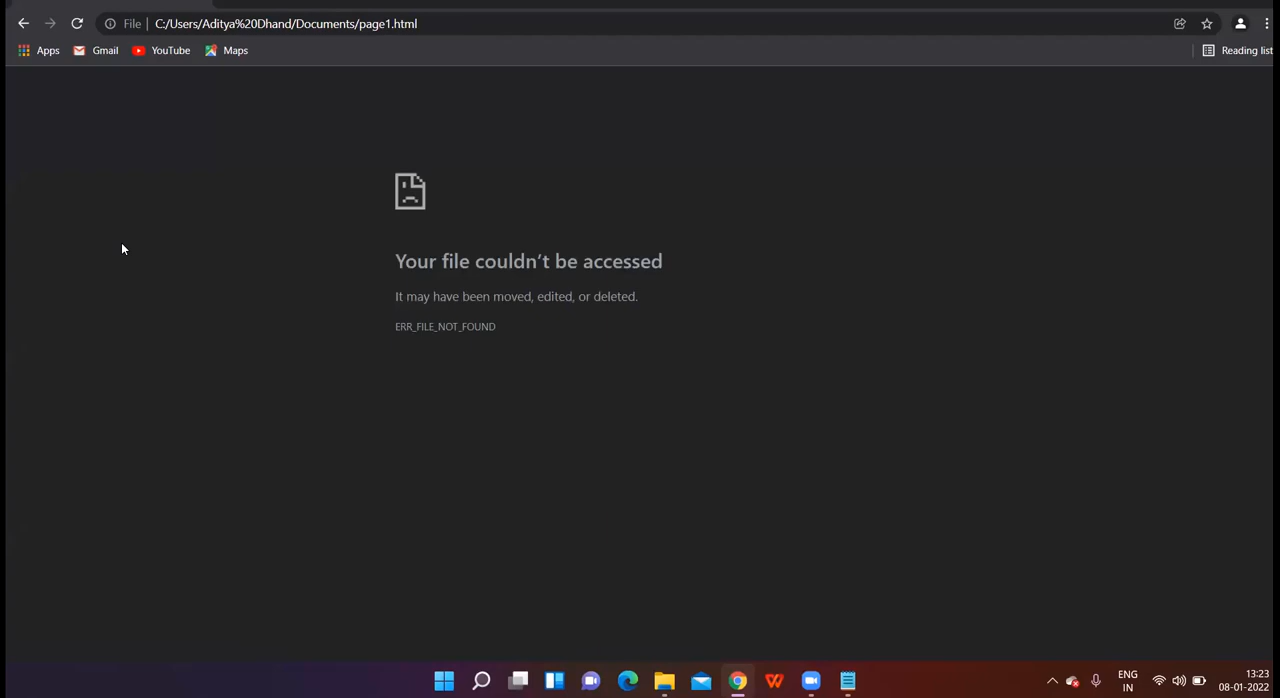 File C:/Users/Aditya%20Dhand/Documents/page1.html
Apps Gmail YouTube Maps Reading list
Your file couldn't be accessed
It may have been moved, edited, or deleted.
ERR_FILE_NOT_FOUND
ENG 13:23
IN 08-01-2022